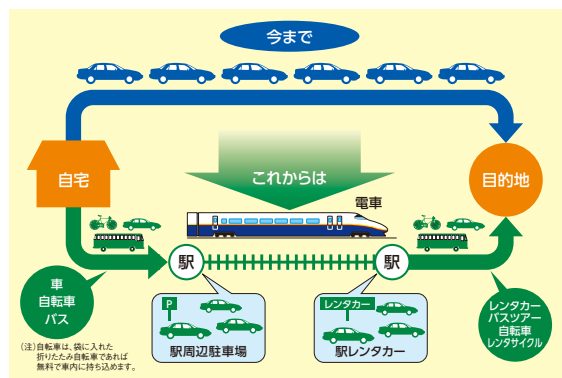 今まで
自宅
これからは
目的地
電車
駅
駅
車
自転車
バス
P
駅周辺駐車場
レンタカー
駅レンタカー
レンタカー
バスツアー
自転車
レンタサイクル
(注)自転車は、袋に入れた
折りたたみ自転車であれば
無料で車内に持ち込めます。